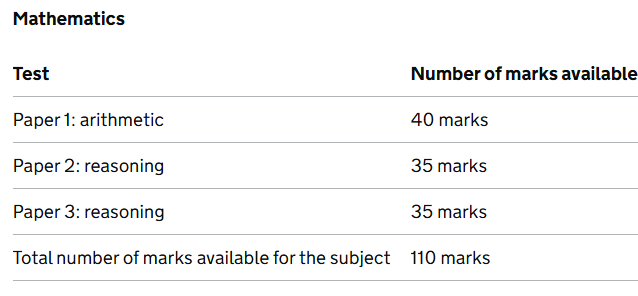 Mathematics
Test Number of marks available
Paper 1: arithmetic 40 marks
Paper 2: reasoning 35 marks
Paper 3: reasoning 35 marks
Total number of marks available for the subject 110 marks